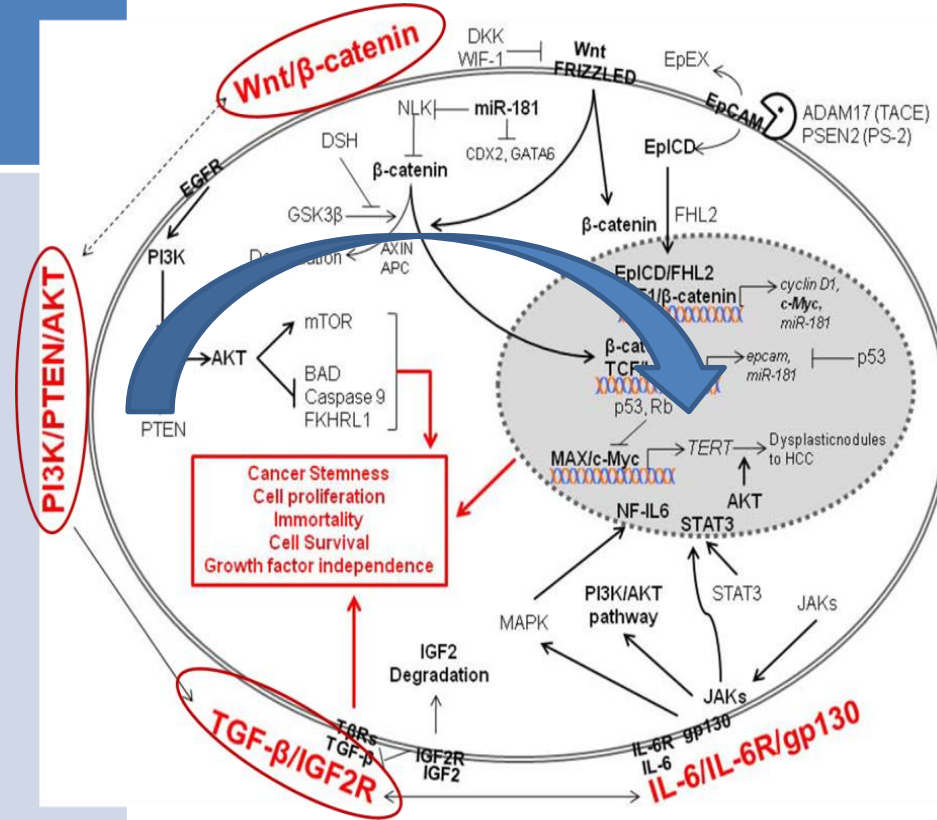 Wnt/β-catenin
DKK
WIF-1
Wnt
FRIZZLED
EpEX
EpCAM
ADAM17 (TACE)
PSEN2 (PS-2)
NLK
miR-181
CDX2, GATA6
EpICD
DSH
β-catenin
EGFR
GSK3β
FHL2
β-catenin
PI3K
AXIN
APC
EpICD/FHL2
/β-catenin
cyclin D1,
c-Myc,
miR-181
PI3K/PTEN/AKT
mTOR
AKT
epcam,
miR-181
p53
BAD
Caspase 9
FKHRL1
p53, Rb
PTEN
MAX/c-Myc
TERT
Dysplasticnodules
to HCC
Cancer Stemness
Cell proliferation
Immortality
Cell Survival
Growth factor independence
AKT
NF-IL6
STAT3
MAPK
PI3K/AKT
pathway
STAT3
JAKs
IGF2
Degradation
JAKs
TGF-β/IGF2R
TβRs
TGF-β
IGF2R
IGF2
IL-6R gp130
IL-6
IL-6/IL-6R/gp130